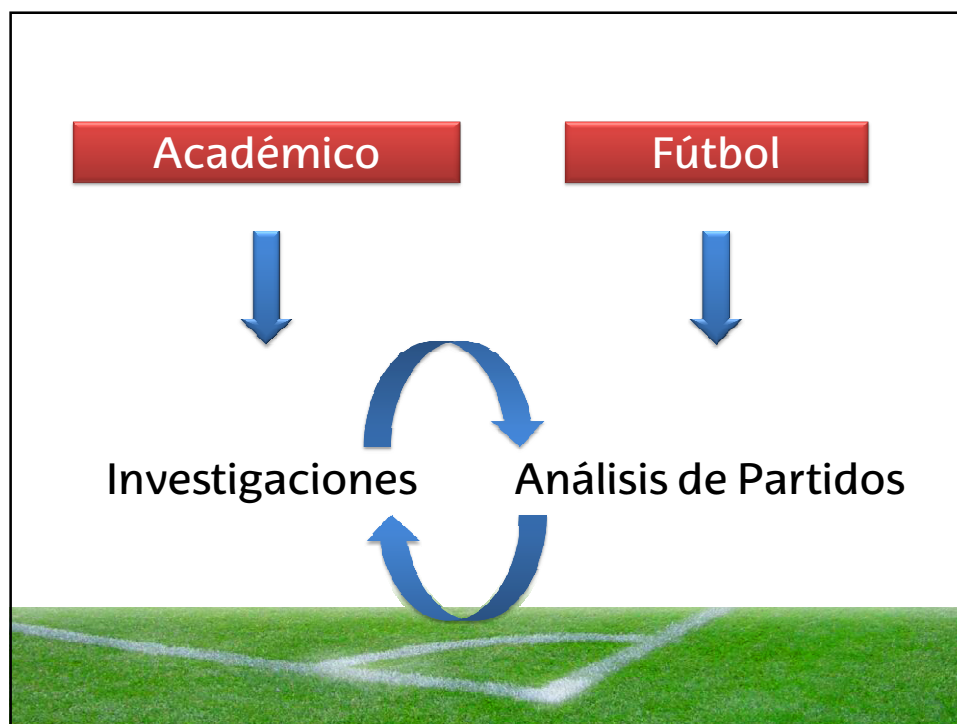 Académico
Fútbol
Investigaciones
Análisis de Partidos